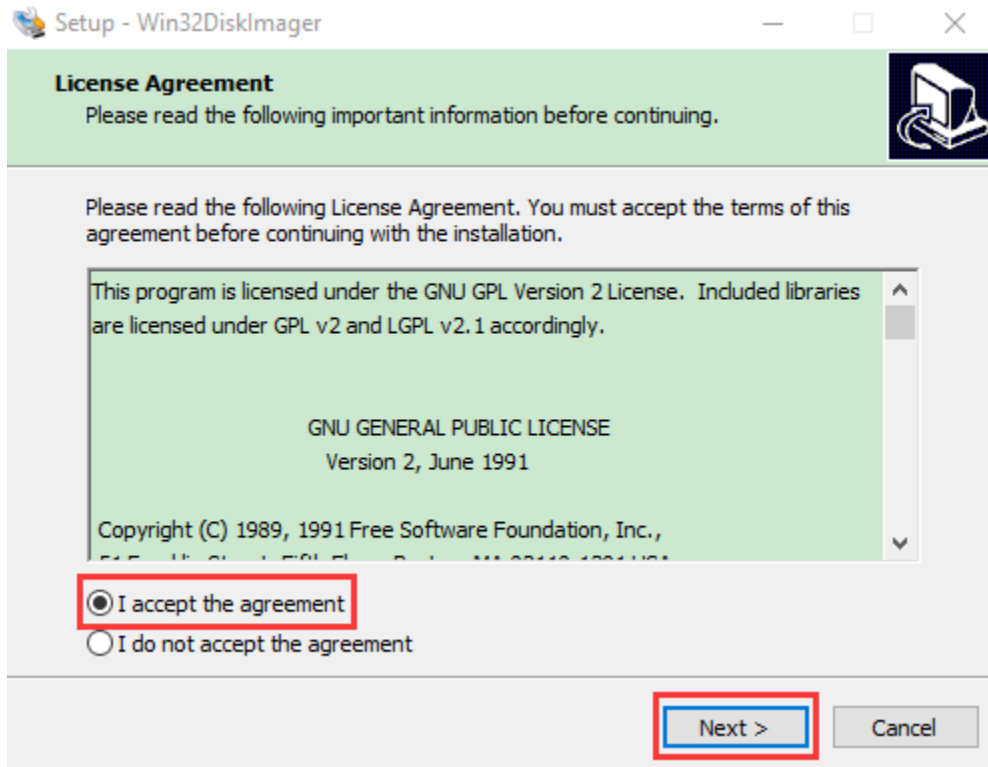 Setup - Win32DiskImager
License Agreement
Please read the following important information before continuing.
Please read the following License Agreement. You must accept the terms of this
agreement before continuing with the installation.
This program is licensed under the GNU GPL Version 2 License.  Included libraries
are licensed under GPL v2 and LGPL v2.1 accordingly.
GNU GENERAL PUBLIC LICENSE
Version 2, June 1991
Copyright (C) 1989, 1991 Free Software Foundation, Inc.,
I accept the agreement
I do not accept the agreement
Next >
Cancel